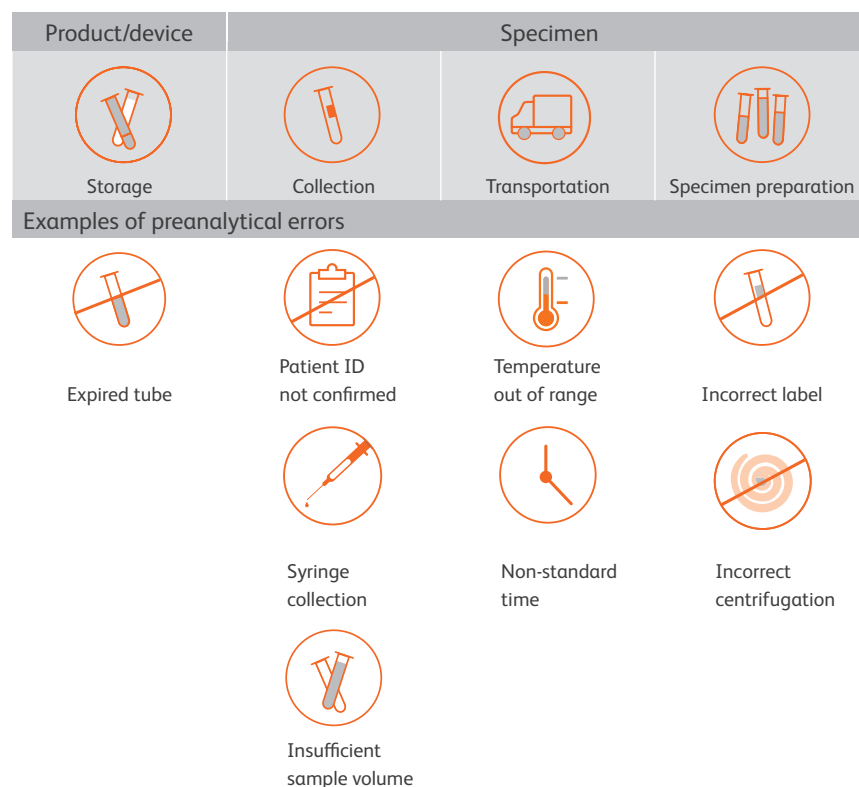 Product/device
Specimen
Storage
Collection
Transportation
Specimen preparation
Examples of preanalytical errors
Expired tube
Patient ID
not confirmed
Temperature
out of range
Incorrect label
Syringe
collection
Non-standard
time
Incorrect
centrifugation
Insufficient
sample volume